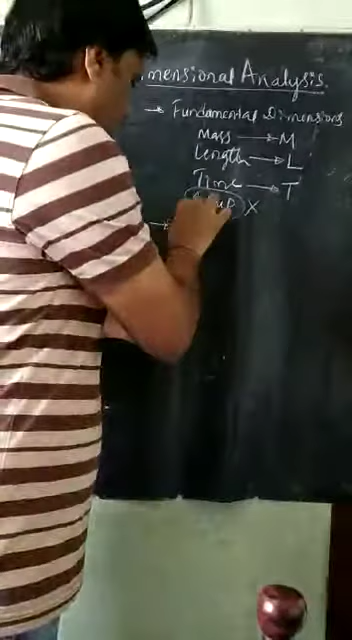 mensional Analysis.
→ Fundamental Dimensions
Mass → M
Length → L
Time → T
X
→